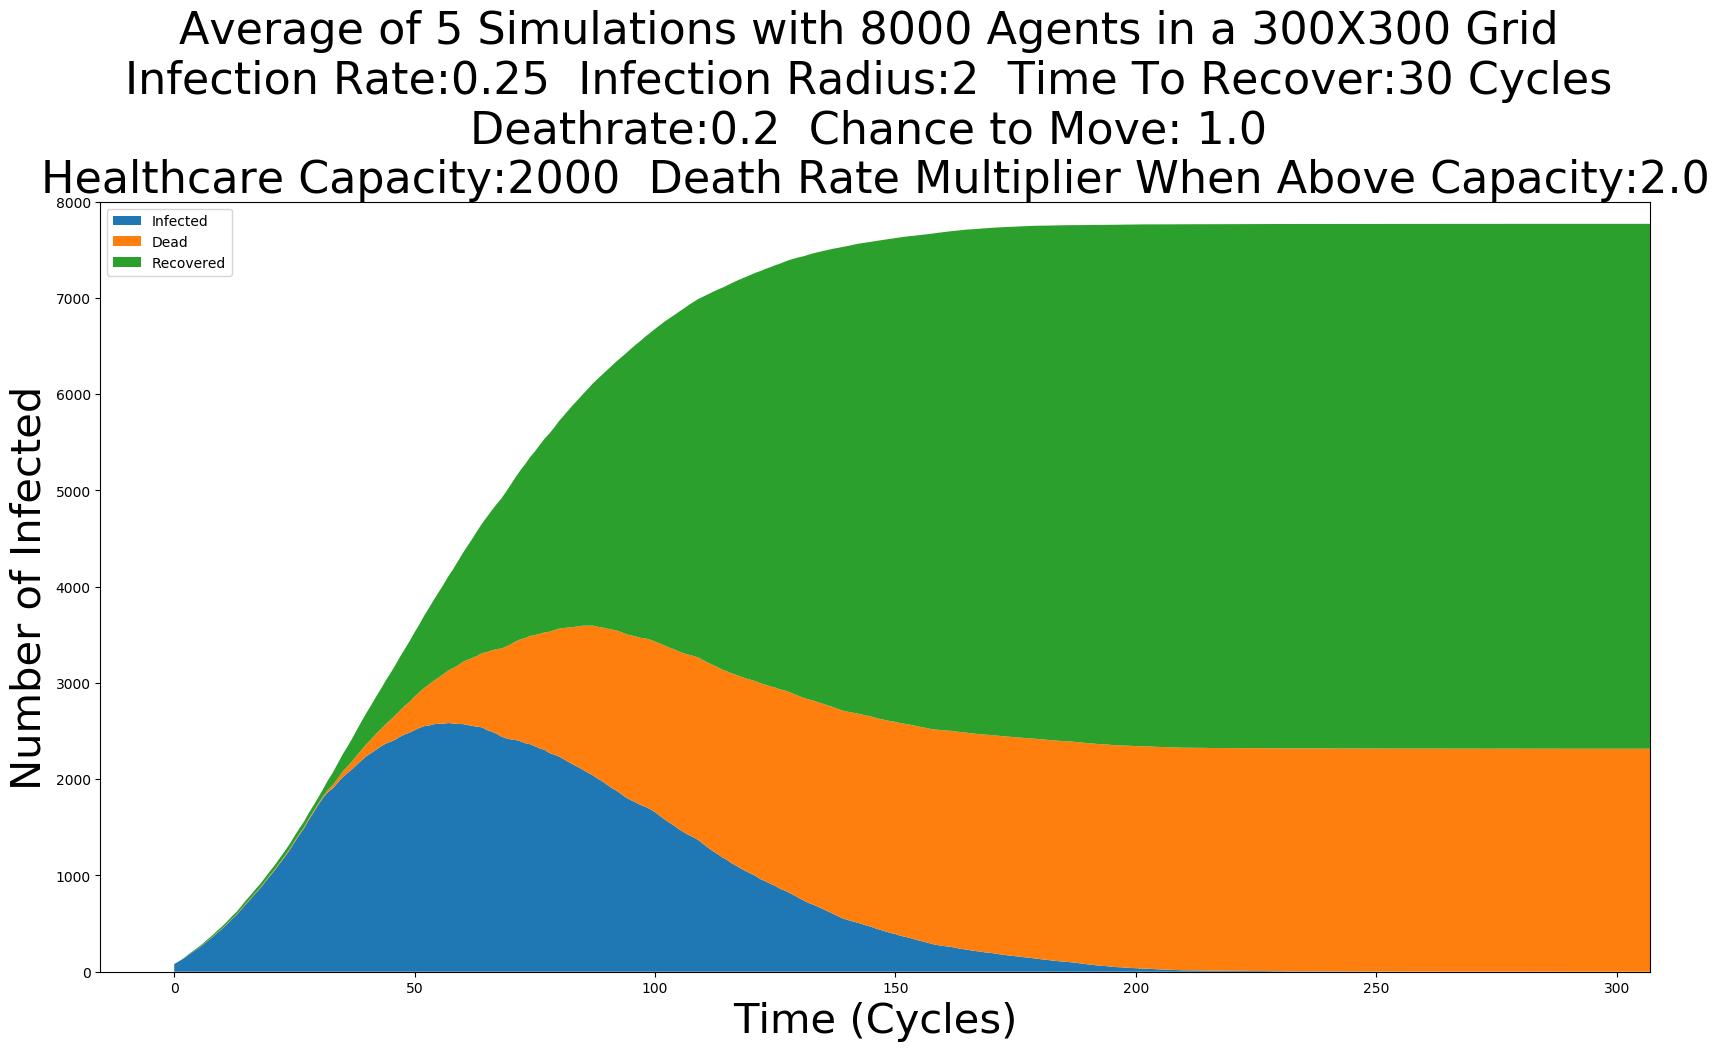 Average of 5 Simulations with 8000 Agents in a 300X300 Grid
Infection Rate:0.25  Infection Radius:2  Time To Recover:30 Cycles
Deathrate:0.2  Chance to Move: 1.0
Healthcare Capacity:2000  Death Rate Multiplier When Above Capacity:2.0
Infected
Dead
Recovered
Number of Infected
8000
7000
6000
5000
4000
3000
2000
1000
0
0 50 100 150 200 250 300
Time (Cycles)